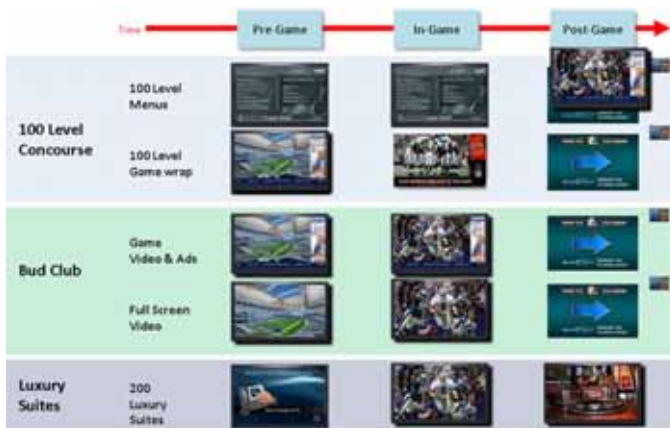 Time
Pre-Game
In-Game
Post-Game
100 Level
Concourse
100 Level
Menus
100 Level
Game wrap
Bud Club
Game
Video & Ads
Full Screen
Video
Luxury
Suites
200
Luxury
Suites